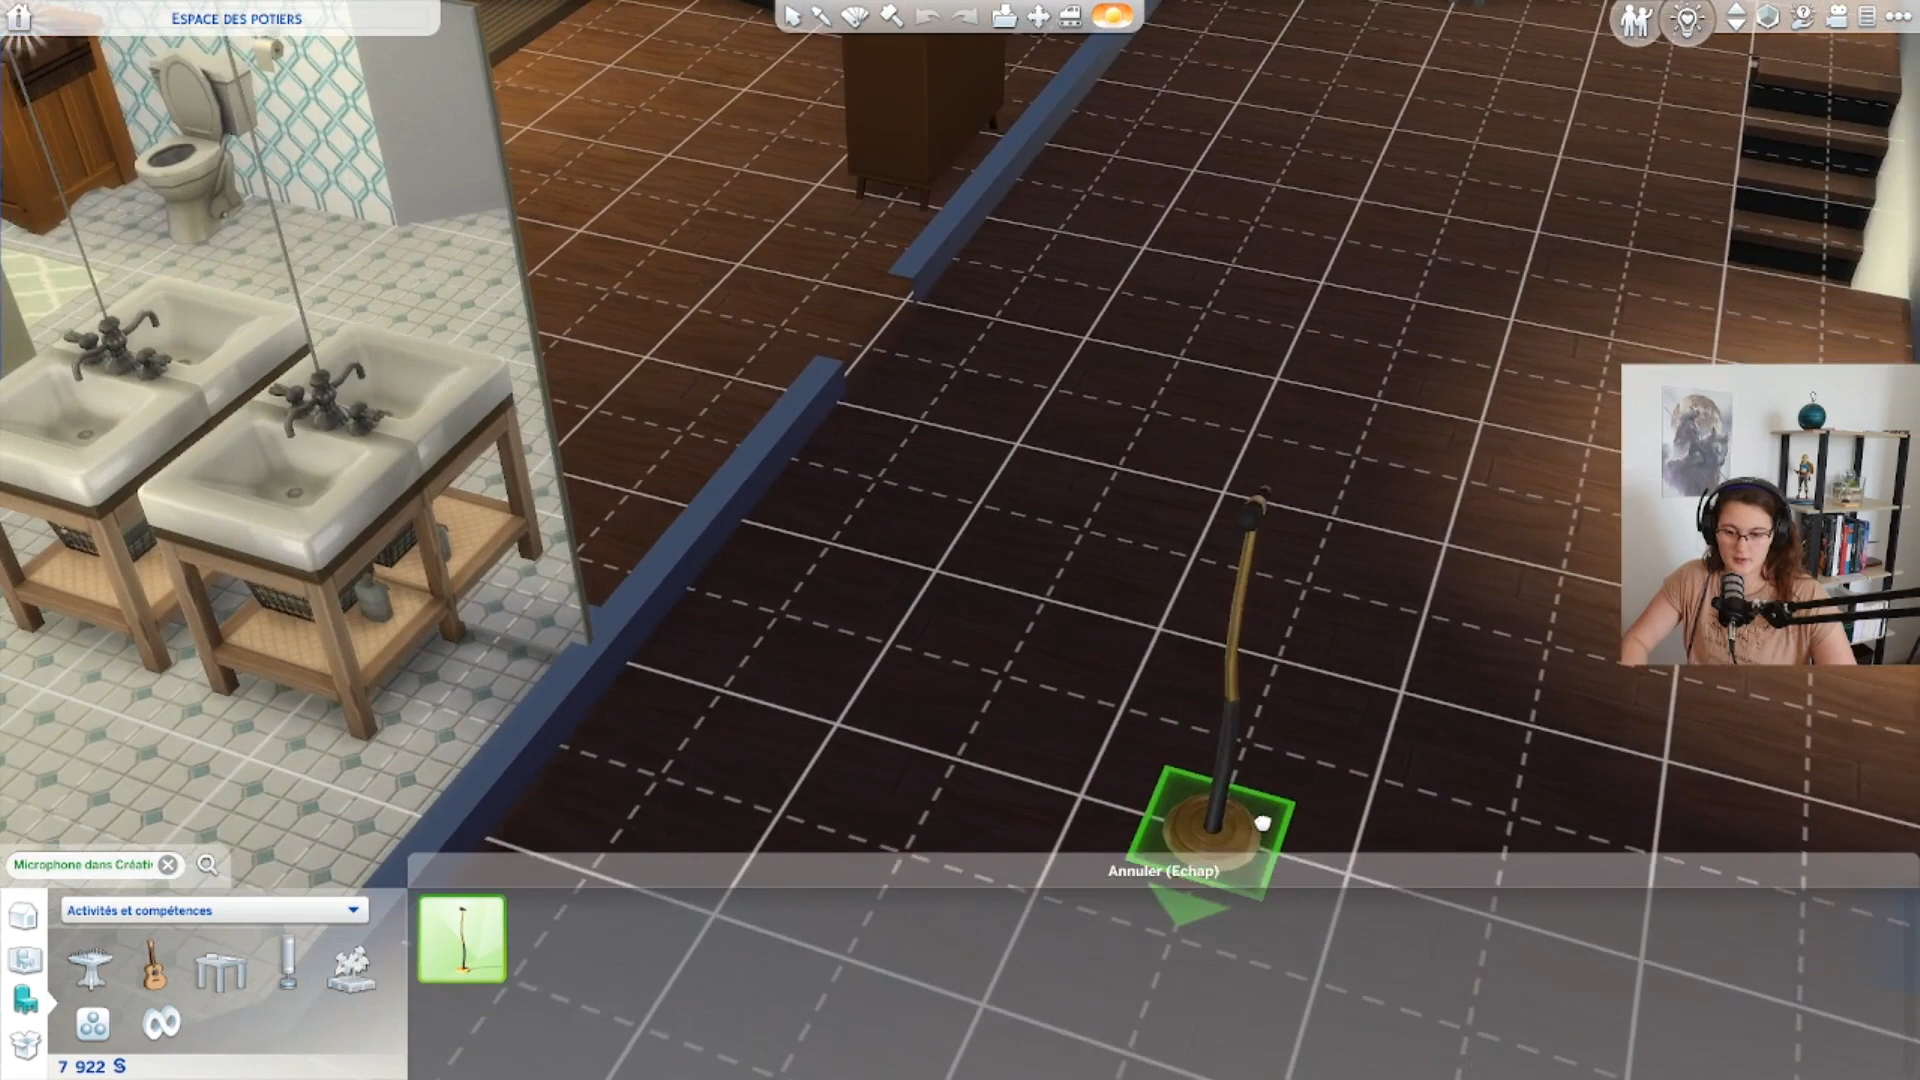 ESPACE DES POTIERS
Annuler (Echap)
Microphone dans Créati
Activités et compétences
7 922 S